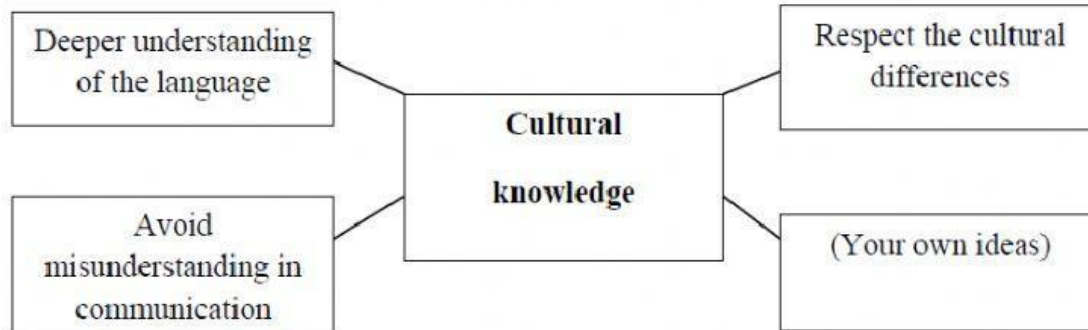 Deeper understanding
of the language
Respect the cultural
differences
Cultural
knowledge
Avoid
misunderstanding in
communication
(Your own ideas)